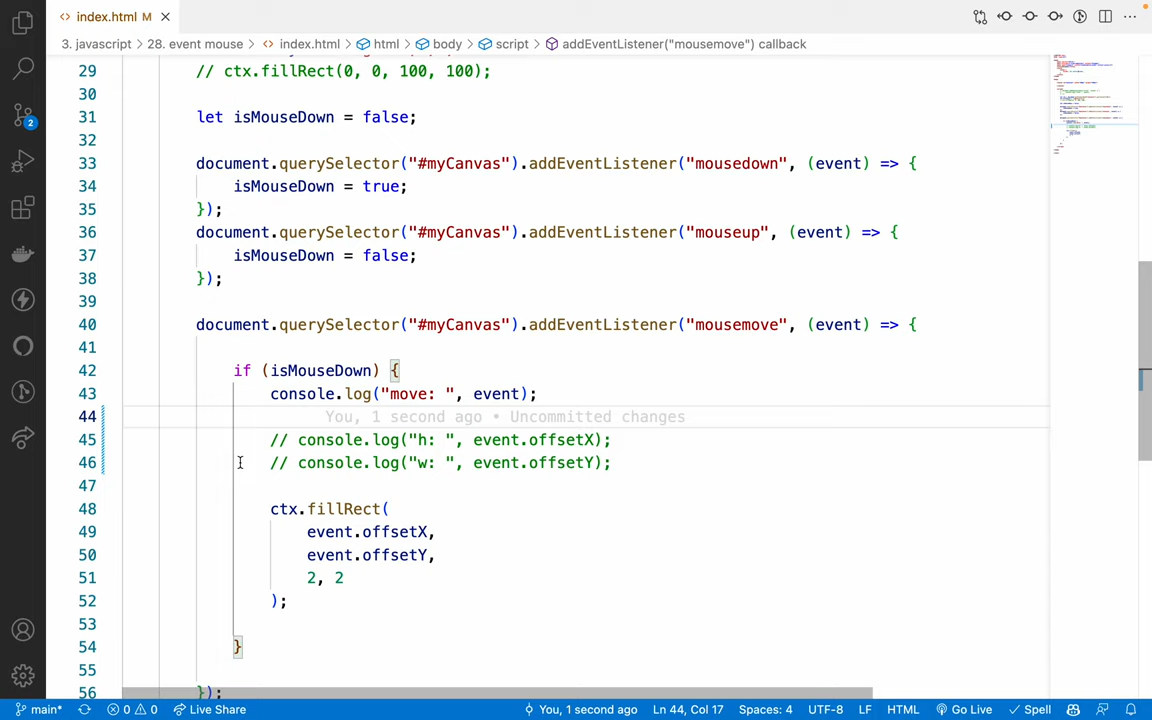 index.html M
3. javascript > 28. event mouse > index.html > html > body > script > addEventListener("mousemove") callback
29 // ctx.fillRect(0, 0, 100, 100);
30
31 let isMouseDown = false;
32
33 document.querySelector("#myCanvas").addEventListener("mousedown", (event) => {
34 isMouseDown = true;
35 });
36 document.querySelector("#myCanvas").addEventListener("mouseup", (event) => {
37 isMouseDown = false;
38 });
39
40 document.querySelector("#myCanvas").addEventListener("mousemove", (event) => {
41
42 if (isMouseDown) {
43 console.log("move: ", event);
44 You, 1 second ago • Uncommitted changes
45 // console.log("h: ", event.offsetX);
46 // console.log("w: ", event.offsetY);
47
48 ctx.fillRect(
49 event.offsetX,
50 event.offsetY,
51 2, 2
52 );
53
54 }
55
56 });
2
main* 0 0 Live Share You, 1 second ago Ln 44, Col 17 Spaces: 4 UTF-8 LF HTML Go Live Spell